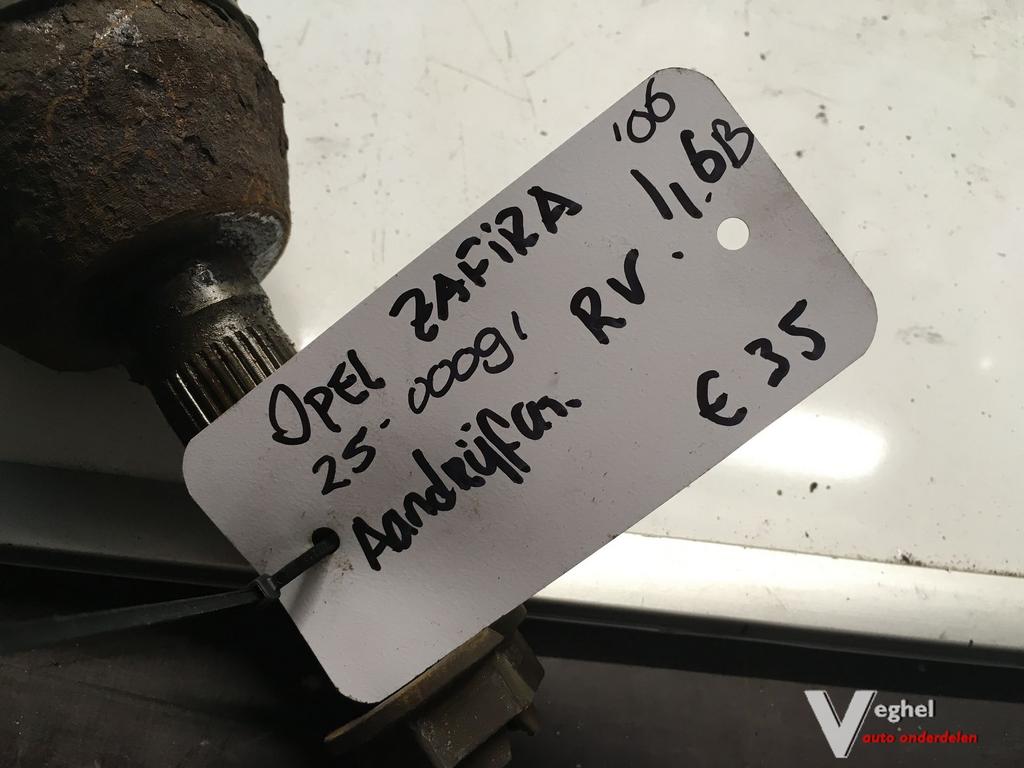 OPEL ZAFIRA '06
25-00091 1.6B
Aandrijfas. RV.
€ 35
Veghel
auto onderdelen